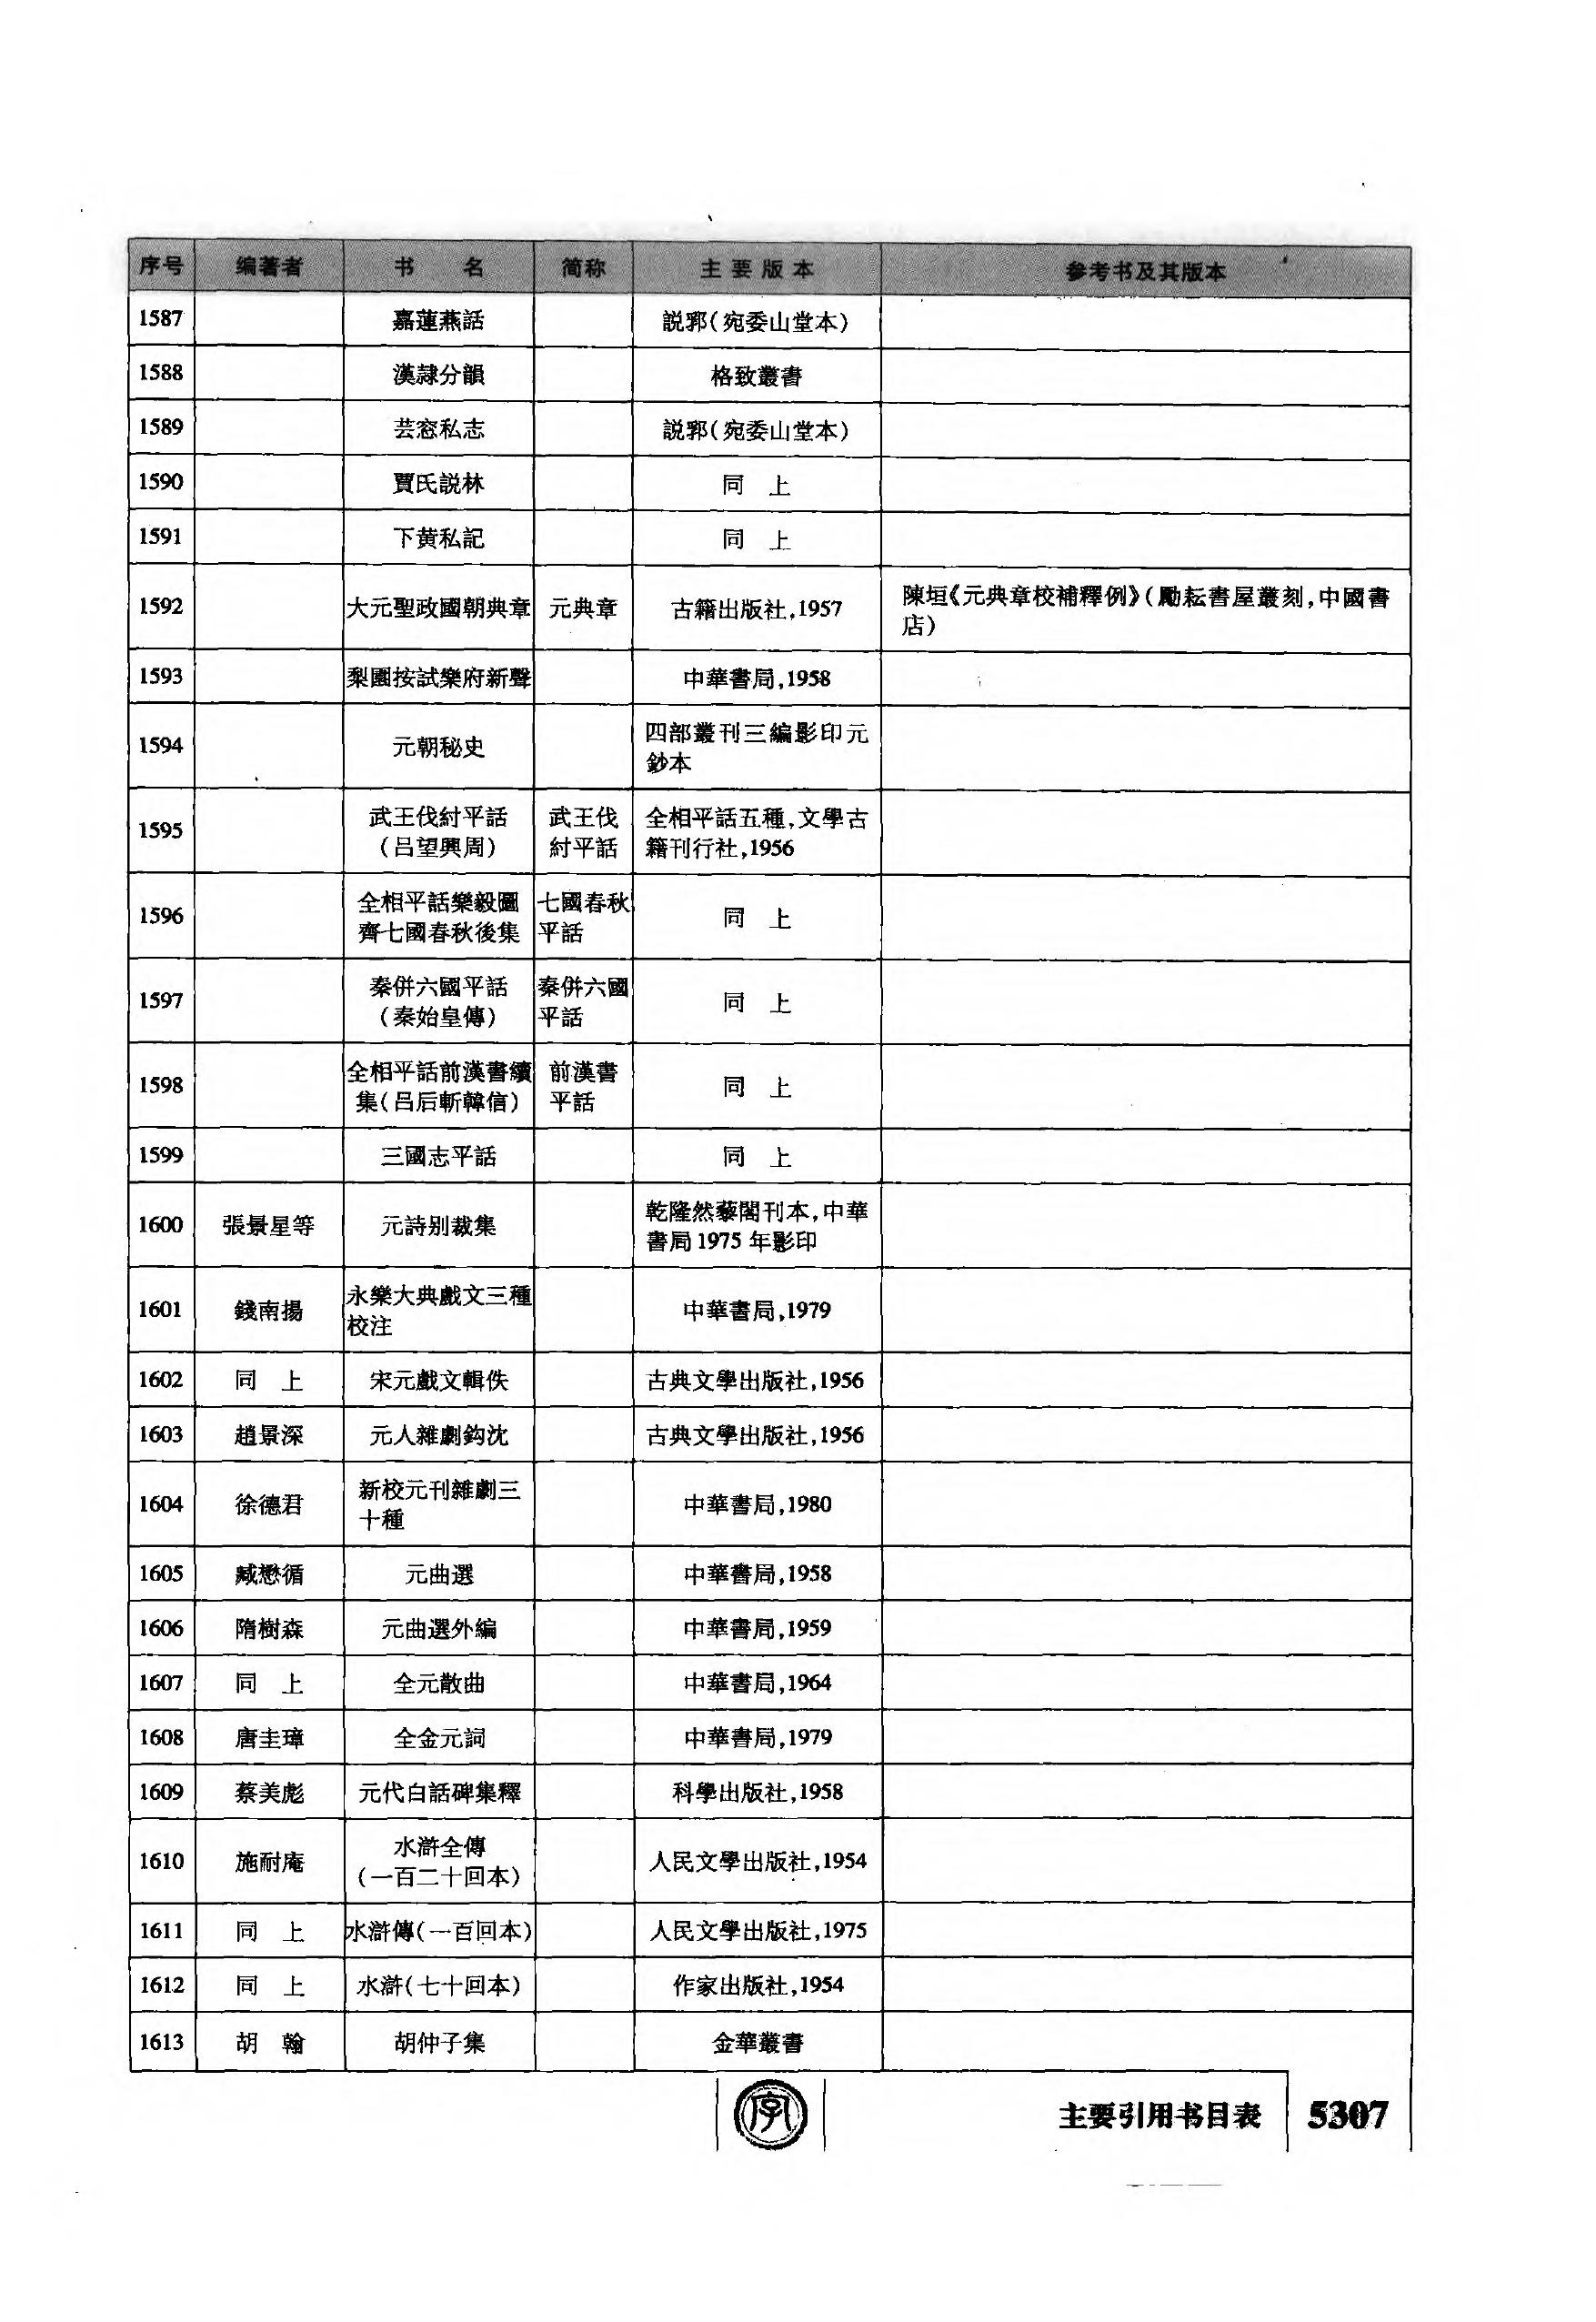 序号 编著者 书 名 简称 主要版本 参考书及其版本
1587 嘉蓮燕話 説郛(宛委山堂本)
1588 漢隷分韻 格致叢書
1589 芸窓私志 説郛(宛委山堂本)
1590 賈氏説林 同 上
1591 下黄私記 同 上
1592 大元聖政國朝典章 元典章 古籍出版社,1957 陳垣《元典章校補釋例》(勵耘書屋叢刻,中國書
店)
1593 梨園按試樂府新聲 中華書局,1958
1594 元朝秘史 四部叢刊三編影印元
鈔本
1595 武王伐紂平話 武王伐 全相平話五種,文學古
(吕望興周) 紂平話 籍刊行社,1956
1596 全相平話樂毅圖 七國春秋 同 上
齊七國春秋後集 平話
1597 秦併六國平話 秦併六國 同 上
(秦始皇傳) 平話
1598 全相平話前漢書續 前漢書 同 上
集(吕后斬韓信) 平話
1599 三國志平話 同 上
1600 張景星等 元詩别裁集 乾隆然藜閣刊本,中華
書局1975年影印
1601 錢南揚 永樂大典戲文三種 中華書局,1979
校注
1602 同 上 宋元戲文輯佚 古典文學出版社,1956
1603 趙景深 元人雜劇鈎沈 古典文學出版社,1956
1604 徐德君 新校元刊雜劇三 中華書局,1980
十種
1605 臧懋循 元曲選 中華書局,1958
1606 隋樹森 元曲選外編 中華書局,1959
1607 同 上 全元散曲 中華書局,1964
1608 唐圭璋 全金元詞 中華書局,1979
1609 蔡美彪 元代白話碑集釋 科學出版社,1958
1610 施耐庵 水滸全傳 人民文學出版社,1954
(一百二十回本)
1611 同 上 水滸傳(一百回本) 人民文學出版社,1975
1612 同 上 水滸(七十回本) 作家出版社,1954
1613 胡 翰 胡仲子集 金華叢書
字 主要引用书目表 5307